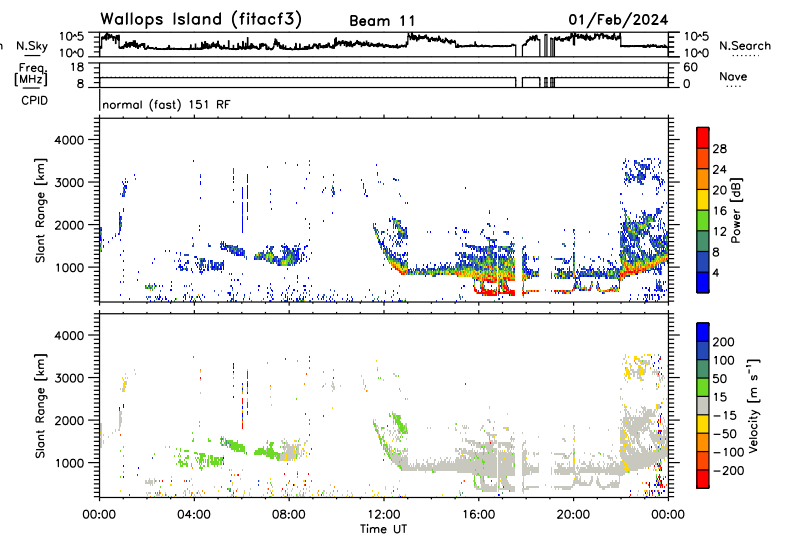 Wallops Island (fitacf3) Beam 11 01/Feb/2024
N.Sky 10^5 10^5
10^0 10^0 N.Search
Freq. 18 60
[MHz] 8 0 Nave
CPID normal (fast) 151 RF
Slant Range [km]
4000
3000
2000
1000
Power [dB]
28
24
20
16
12
8
4
Slant Range [km]
4000
3000
2000
1000
Velocity [m s⁻¹]
200
100
50
15
-15
-50
-100
-200
00:00 04:00 08:00 12:00 16:00 20:00 00:00
Time UT